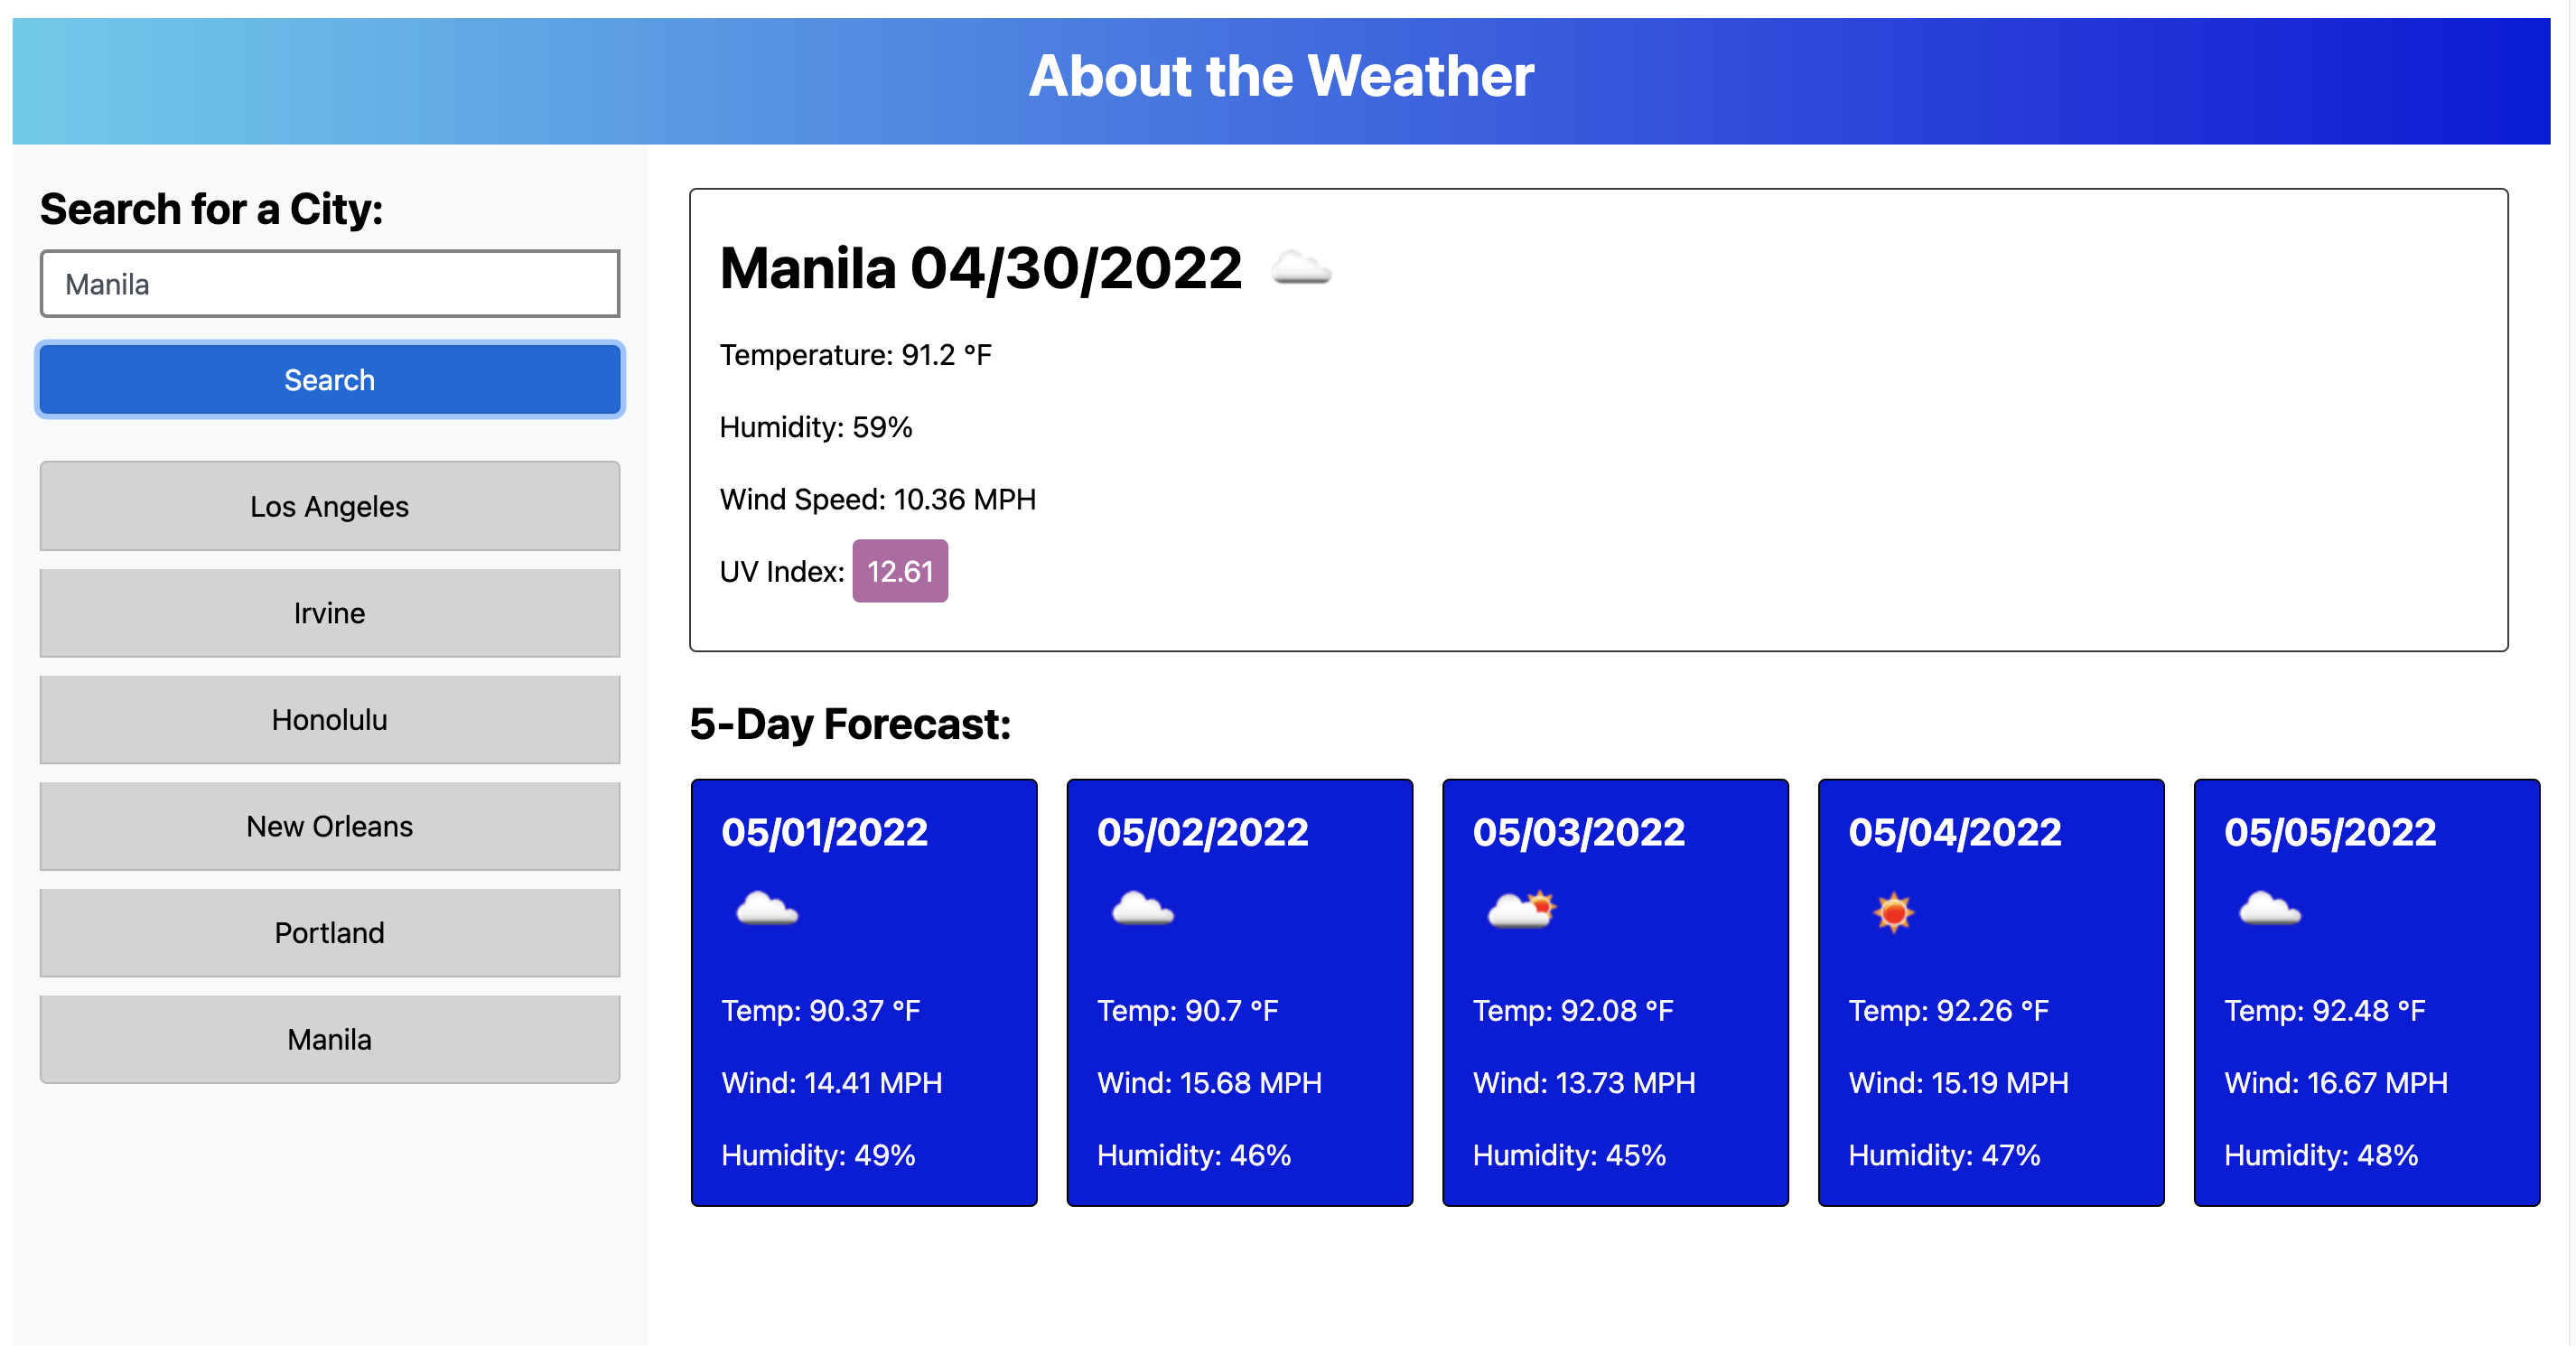 About the Weather
Search for a City:
Manila
Search
Los Angeles
Irvine
Honolulu
New Orleans
Portland
Manila
Manila 04/30/2022
Temperature: 91.2 °F
Humidity: 59%
Wind Speed: 10.36 MPH
UV Index: 12.61
5-Day Forecast:
05/01/2022
Temp: 90.37 °F
Wind: 14.41 MPH
Humidity: 49%
05/02/2022
Temp: 90.7 °F
Wind: 15.68 MPH
Humidity: 46%
05/03/2022
Temp: 92.08 °F
Wind: 13.73 MPH
Humidity: 45%
05/04/2022
Temp: 92.26 °F
Wind: 15.19 MPH
Humidity: 47%
05/05/2022
Temp: 92.48 °F
Wind: 16.67 MPH
Humidity: 48%